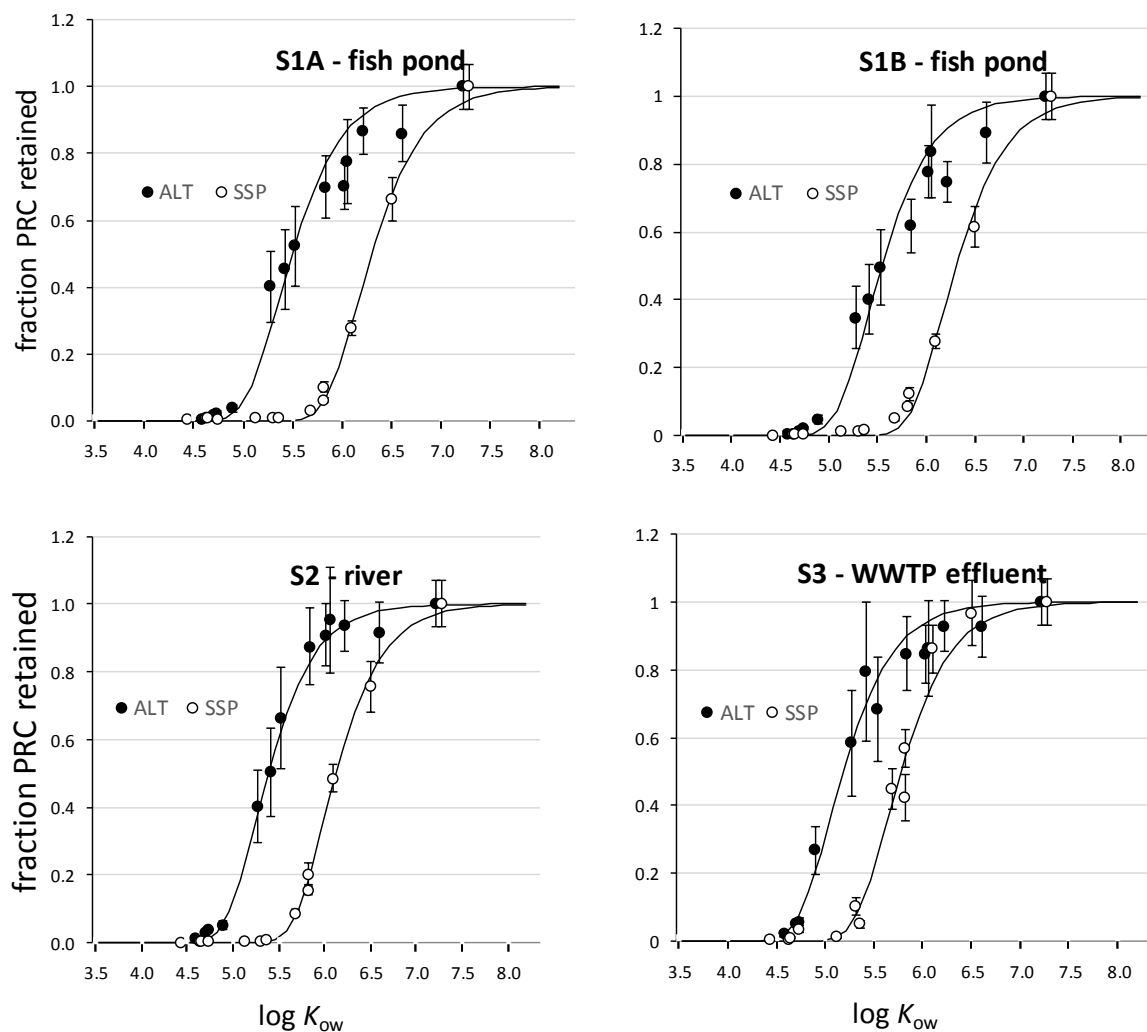 S1A - fish pond
1.2
1.0
0.8
0.6
0.4
0.2
0.0
fraction PRC retained
ALT SSP
3.5 4.0 4.5 5.0 5.5 6.0 6.5 7.0 7.5 8.0
S1B - fish pond
1.2
1
0.8
0.6
0.4
0.2
0
ALT SSP
3.5 4.0 4.5 5.0 5.5 6.0 6.5 7.0 7.5 8.0
S2 - river
1.2
1.0
0.8
0.6
0.4
0.2
0.0
fraction PRC retained
ALT SSP
3.5 4.0 4.5 5.0 5.5 6.0 6.5 7.0 7.5 8.0
log Kow
S3 - WWTP effluent
1.2
1
0.8
0.6
0.4
0.2
0
ALT SSP
3.5 4.0 4.5 5.0 5.5 6.0 6.5 7.0 7.5 8.0
log Kow